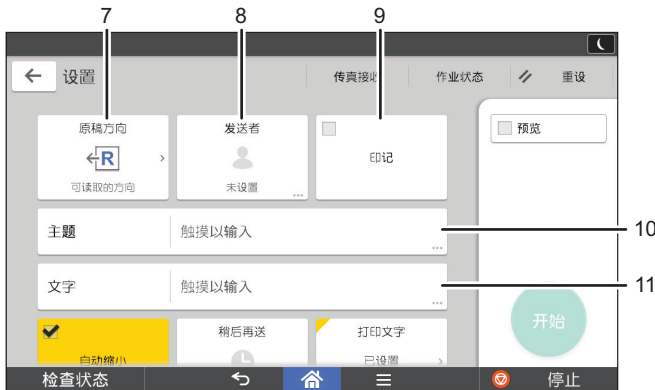 7 8 9
设置 传真接收 作业状态 重设
原稿方向 发送者
R 印记
可读取的方向 未设置 ...
预览
主题 触摸以输入 ... 10
文字 触摸以输入 ... 11
自动缩小 稍后再送 打印文字
已设置
开始
检查状态 停止